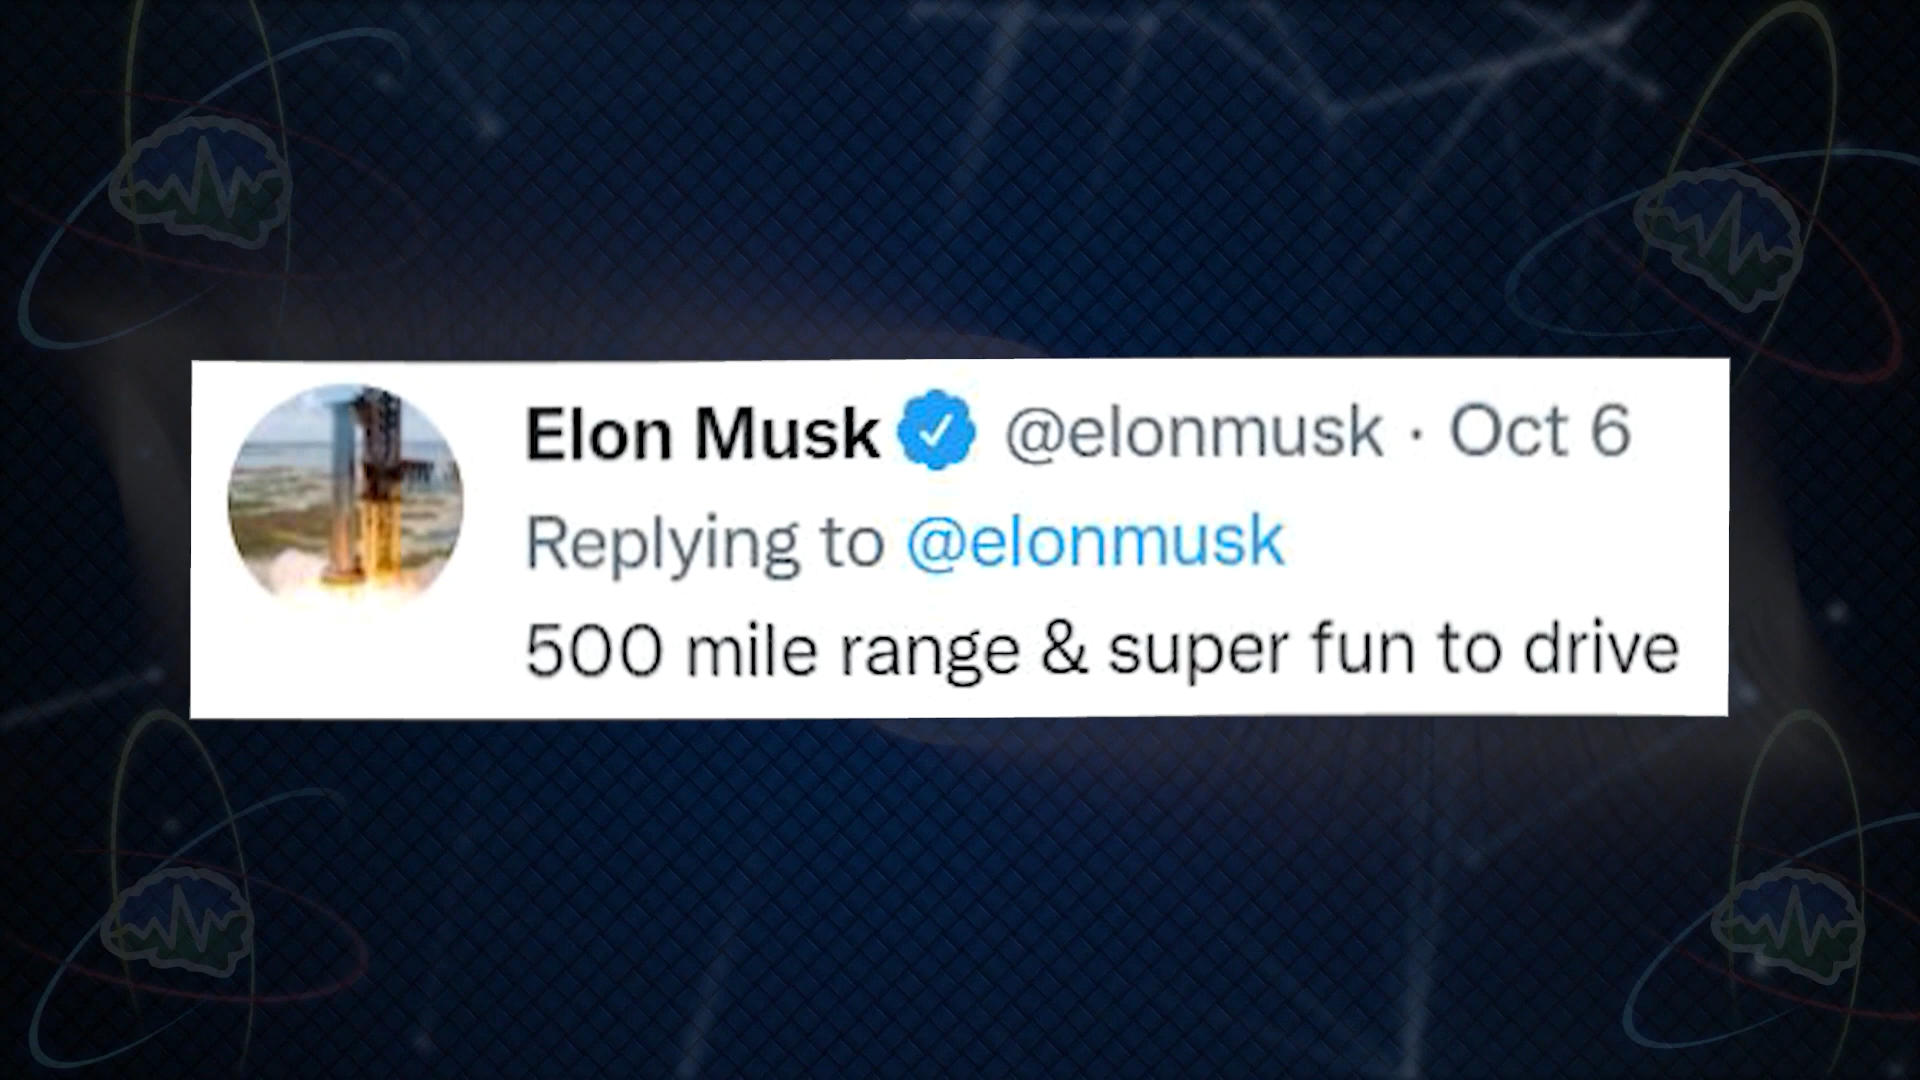 Elon Musk @elonmusk · Oct 6
Replying to @elonmusk
500 mile range & super fun to drive